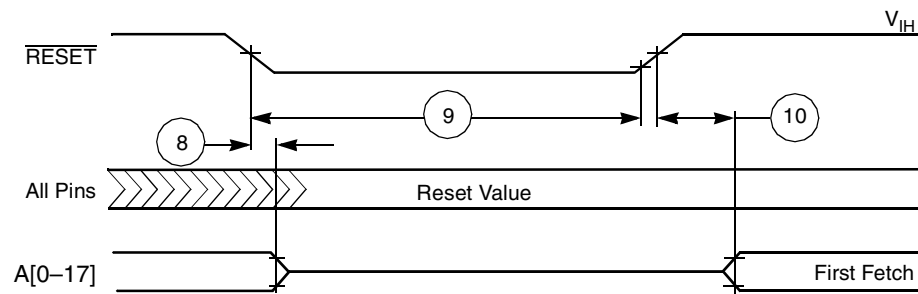 V_IH
RESET
9
10
8
All Pins
Reset Value
A[0–17]
First Fetch